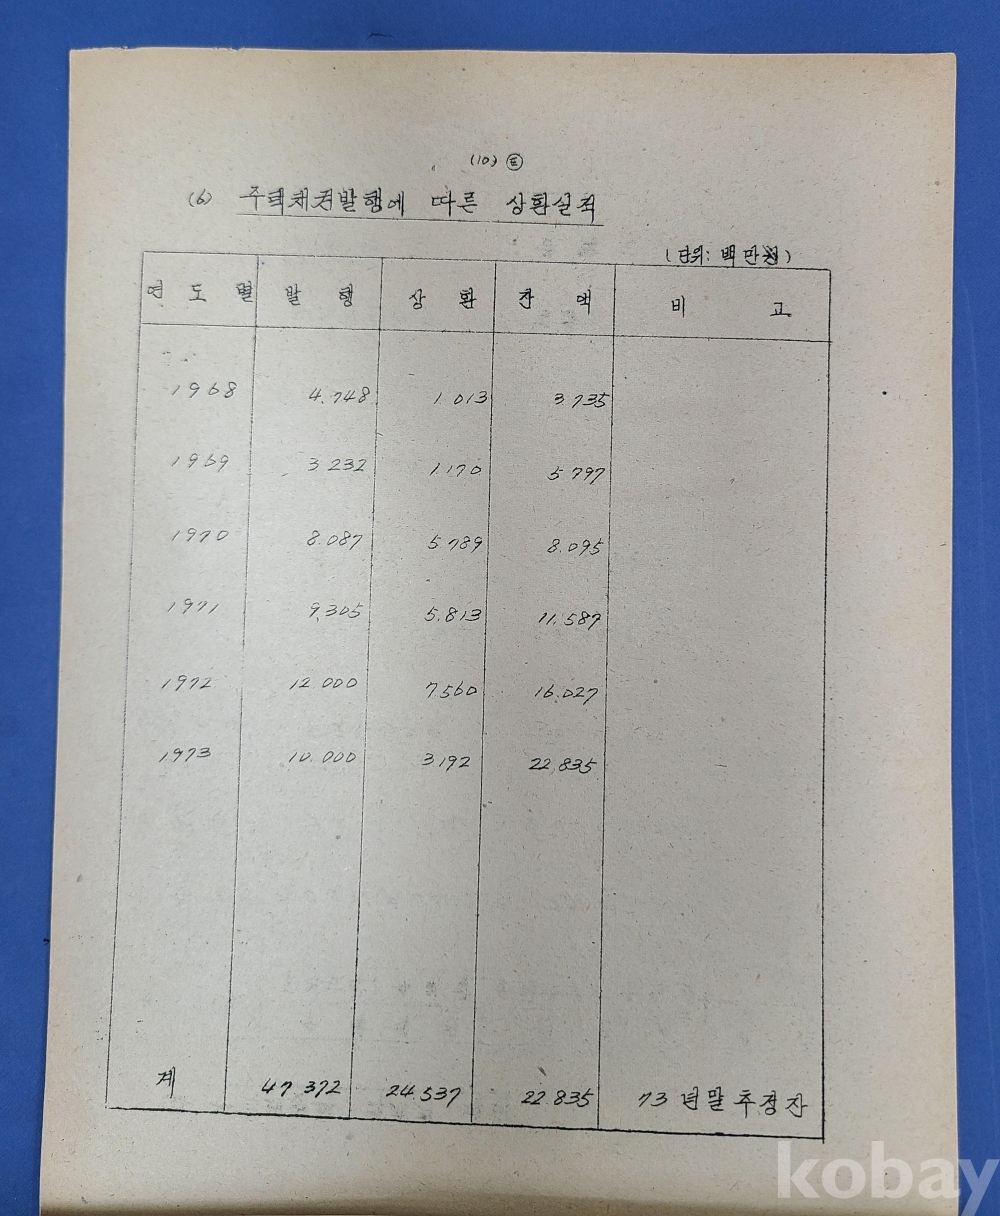 (10) ㊎
(6) 주택채권발행에 따른 상환실적
(단위: 백만원)
연도별 발행 상환 잔액 비고
1968 4.748 1.013 3.735
1969 3.232 1.170 5.797
1970 8.087 5.789 8.095
1971 9.305 5.813 11.587
1972 12.000 7.560 16.027
1973 10.000 3.192 22.835
계 47.372 24.537 22.835 73 년말 추정잔
kobay